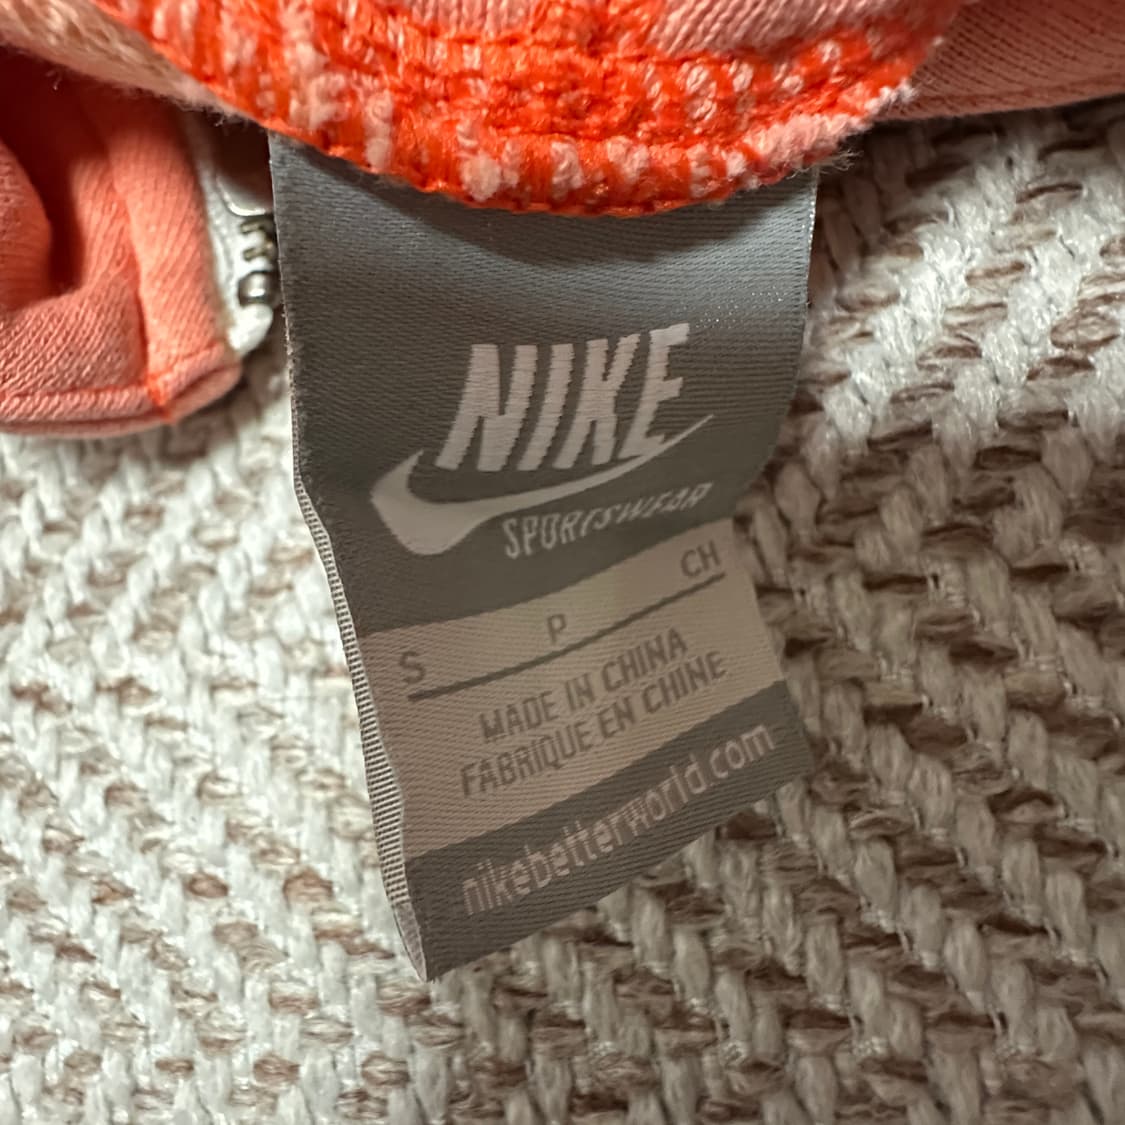 NIKE
SPORTSWEAR
S P CH
MADE IN CHINA
FABRIQUE EN CHINE
nikebetterworld.com